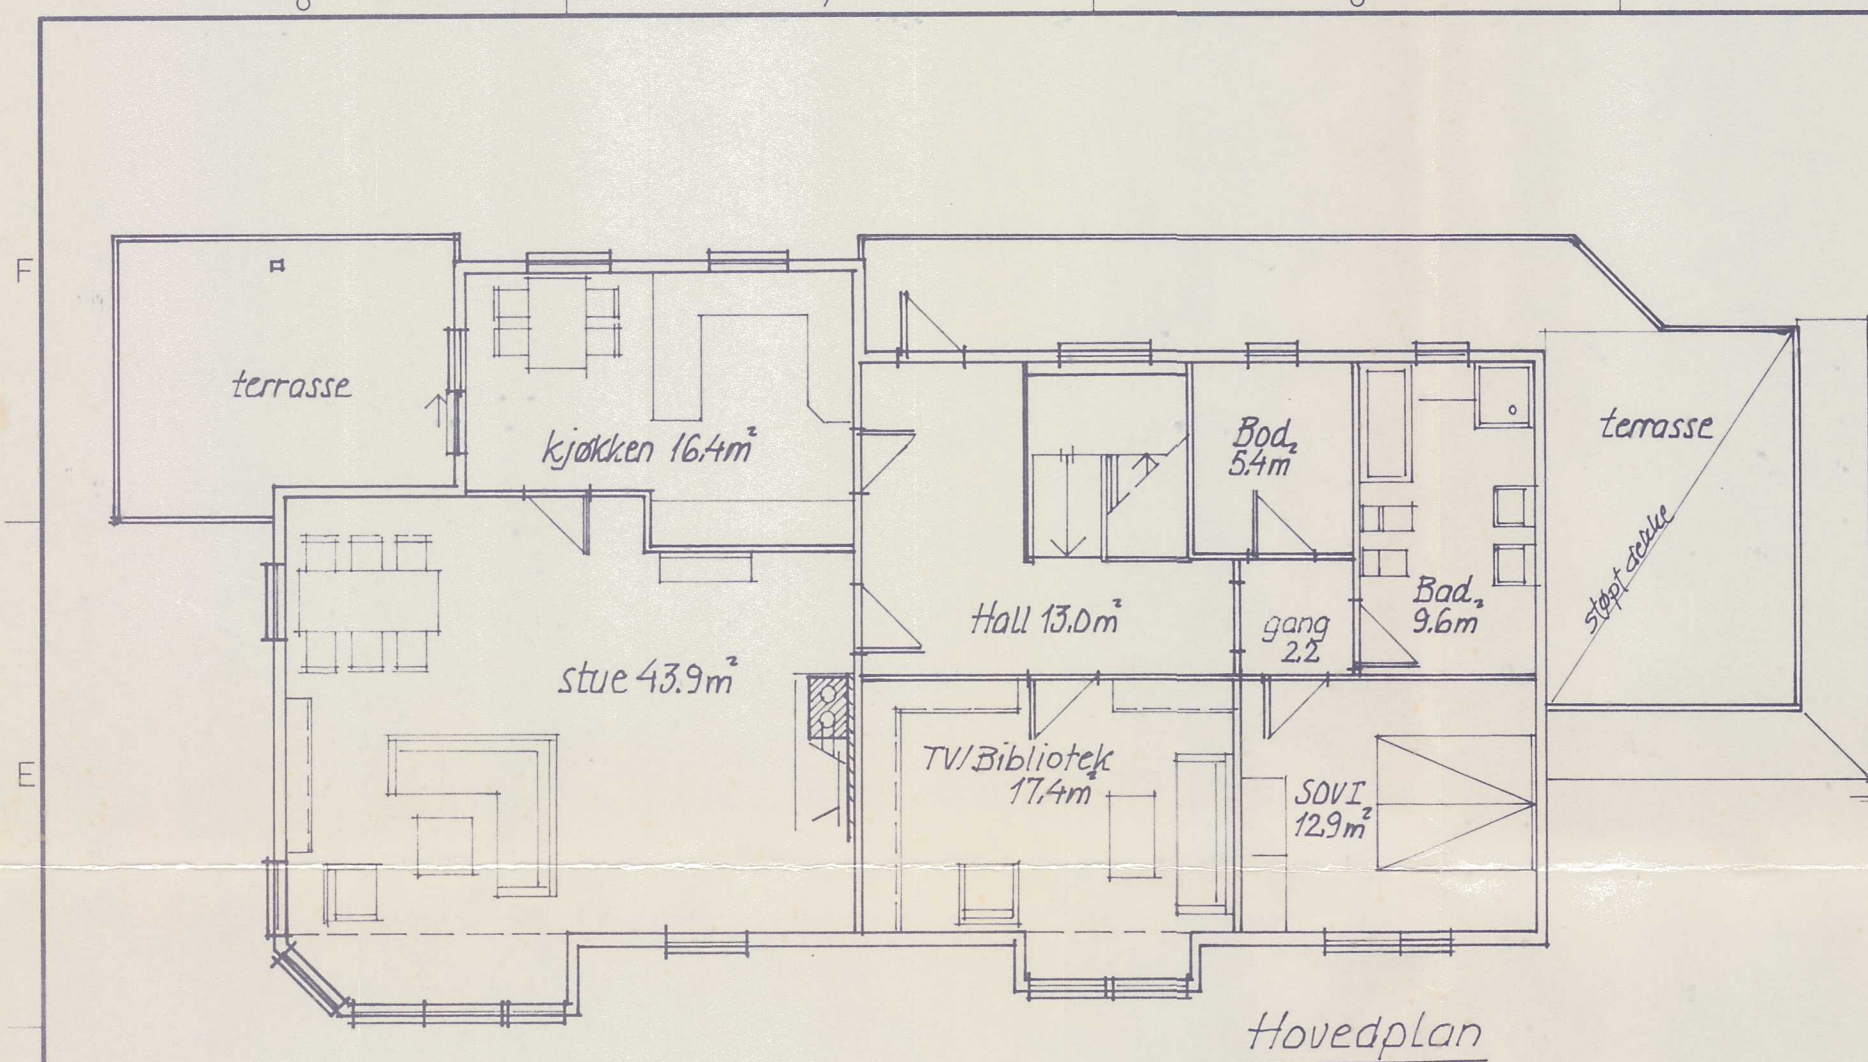 F
terrasse
kjøkken 16.4m²
Bod
5.4m²
terrasse
støpt dekke
Hall 13.0m²
gang
2.2
Bad
9.6m²
stue 43.9m²
E
TV/Bibliotek
17.4m²
SOV I
12.9m²
Hovedplan